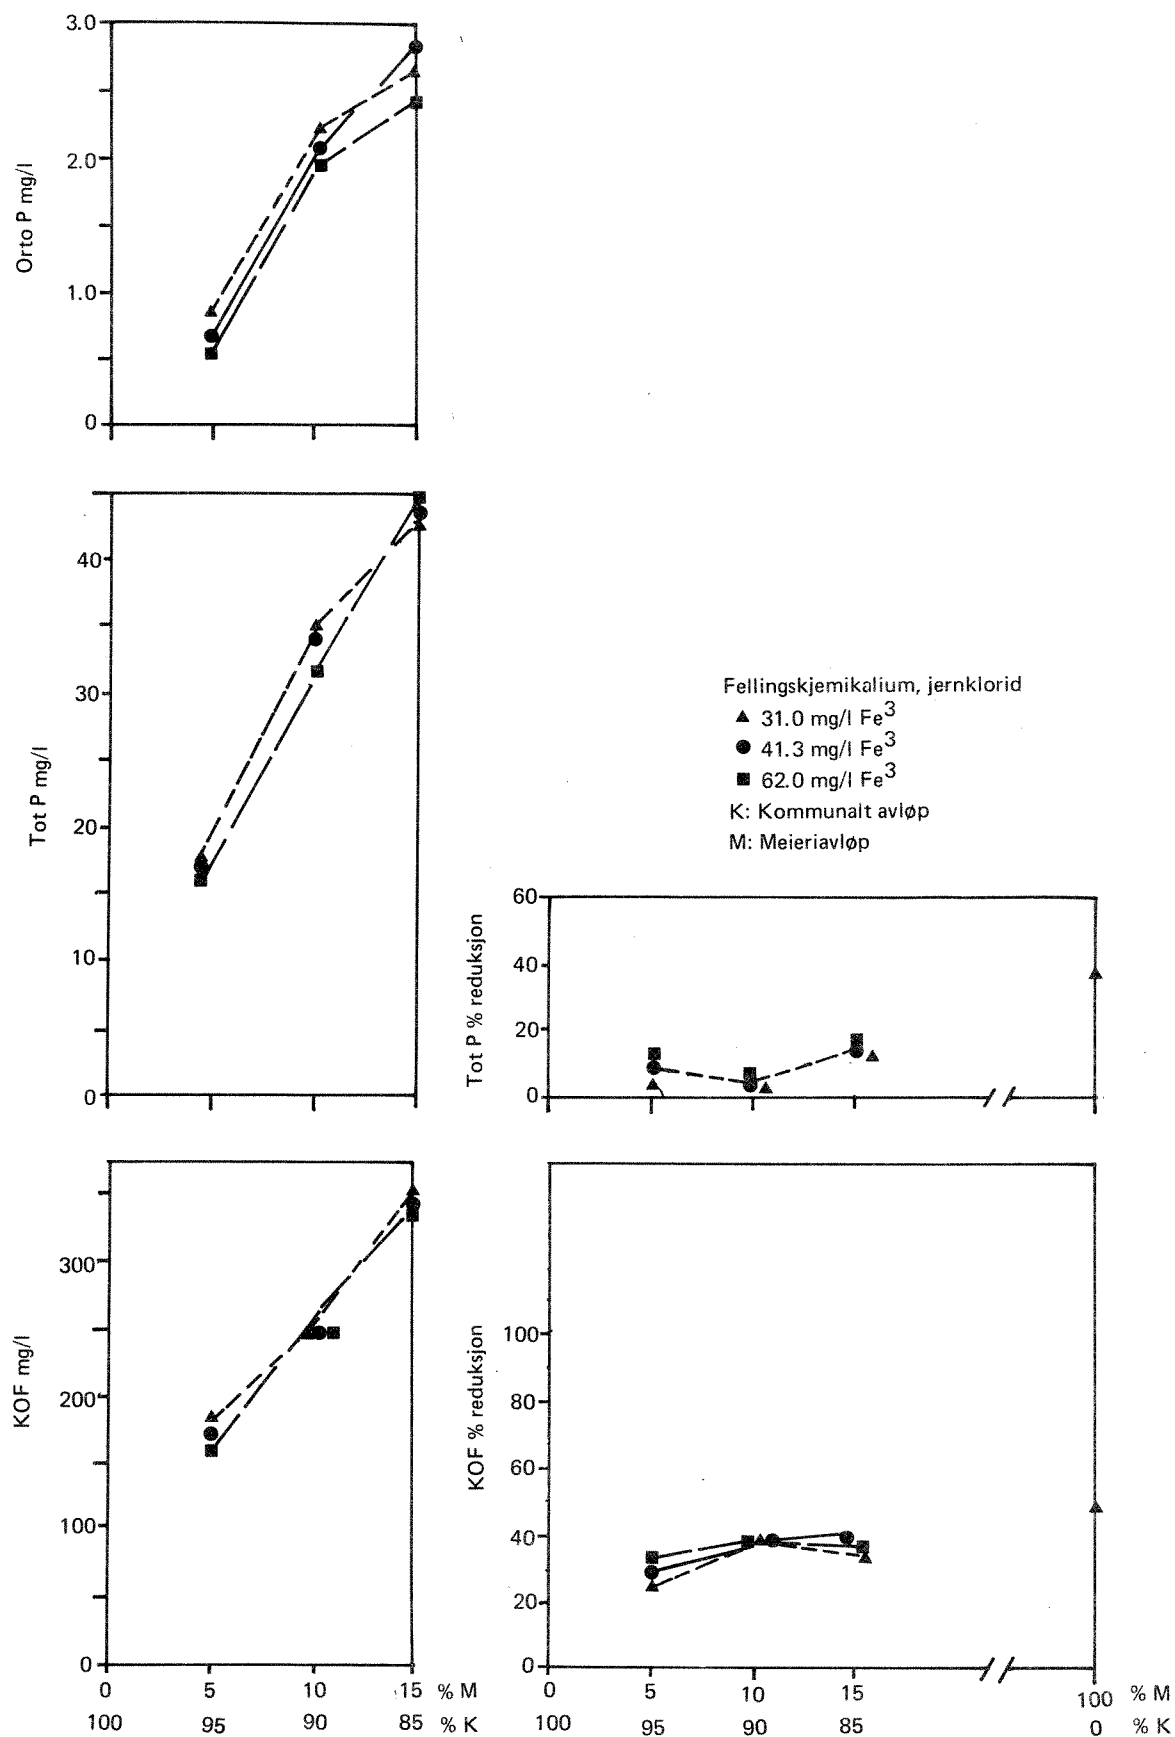 3.0
2.0
1.0
0
Orto P mg/l
40
30
20
10
0
Tot P mg/l
Fellingskjemikalium, jernklorid
▲ 31.0 mg/l Fe3
● 41.3 mg/l Fe3
■ 62.0 mg/l Fe3
K: Kommunalt avløp
M: Meieriavløp
60
40
20
0
Tot P % reduksjon
300
200
100
0
KOF mg/l
0 5 10 15 % M
100 95 90 85 % K
100
80
60
40
20
0
KOF % reduksjon
0 5 10 15 100 % M
100 95 90 85 0 % K